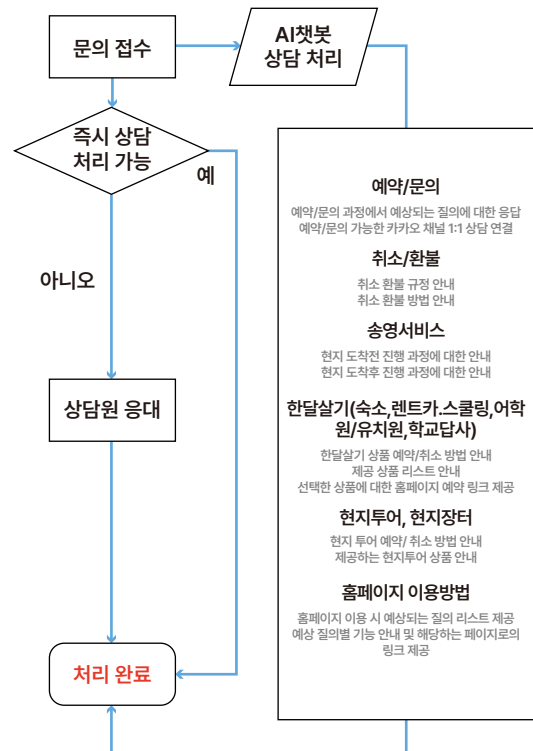 문의 접수
AI챗봇
상담 처리
즉시 상담
처리 가능
예
아니오
상담원 응대
처리 완료
예약/문의
예약/문의 과정에서 예상되는 질의에 대한 응답
예약/문의 가능한 카카오 채널 1:1 상담 연결
취소/환불
취소 환불 규정 안내
취소 환불 방법 안내
송영서비스
현지 도착전 진행 과정에 대한 안내
현지 도착후 진행 과정에 대한 안내
한달살기(숙소,렌트카.스쿨링,어학
원/유치원,학교답사)
한달살기 상품 예약/취소 방법 안내
제공 상품 리스트 안내
선택한 상품에 대한 홈페이지 예약 링크 제공
현지투어, 현지장터
현지 투어 예약/ 취소 방법 안내
제공하는 현지투어 상품 안내
홈페이지 이용방법
홈페이지 이용 시 예상되는 질의 리스트 제공
예상 질의별 기능 안내 및 해당하는 페이지로의
링크 제공